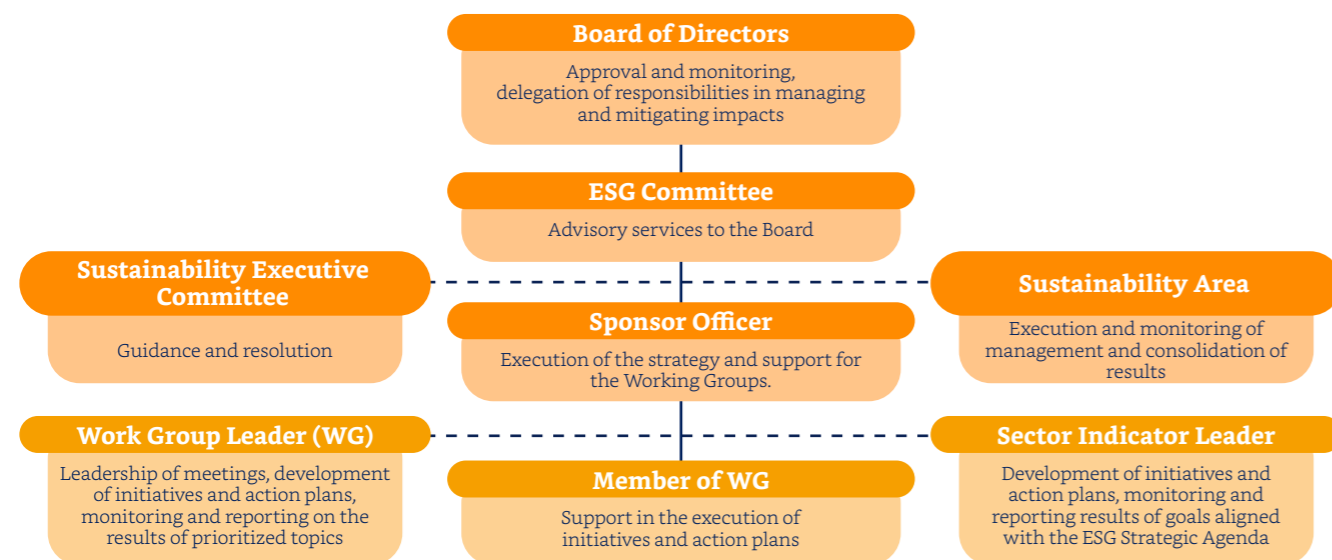 Board of Directors
Approval and monitoring,
delegation of responsibilities in managing
and mitigating impacts
ESG Committee
Advisory services to the Board
Sustainability Executive
Committee
Guidance and resolution
Sustainability Area
Execution and monitoring of
management and consolidation of
results
Sponsor Officer
Execution of the strategy and support for
the Working Groups.
Work Group Leader (WG)
Leadership of meetings, development
of initiatives and action plans,
monitoring and reporting on the
results of prioritized topics
Member of WG
Support in the execution of
initiatives and action plans
Sector Indicator Leader
Development of initiatives and
action plans, monitoring and
reporting results of goals aligned
with the ESG Strategic Agenda